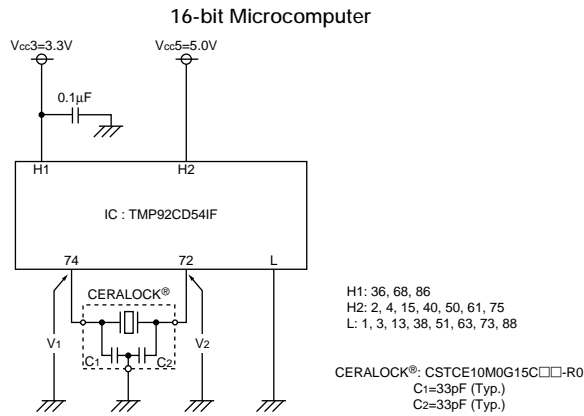 16-bit Microcomputer
Vcc3=3.3V
Vcc5=5.0V
0.1μF
H1
H2
IC : TMP92CD54IF
74
72
L
CERALOCK®
V1
V2
C1
C2
H1: 36, 68, 86
H2: 2, 4, 15, 40, 50, 61, 75
L: 1, 3, 13, 38, 51, 63, 73, 88
CERALOCK®: CSTCE10M0G15C□□-R0
C1=33pF (Typ.)
C2=33pF (Typ.)